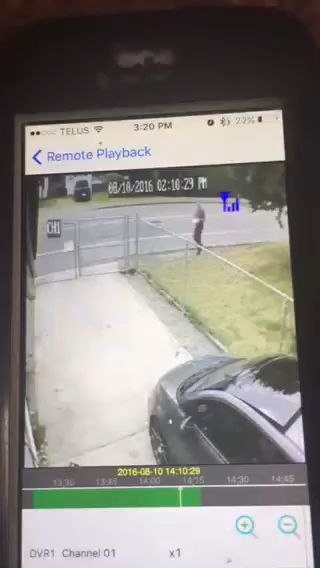 TELUS 3:20 PM 22%
Remote Playback
08/10/2016 02:10:29 PM
CH1
2016-08-10 14:10:29
13:30 13:45 14:00 14:15 14:30 14:45
DVR1 Channel 01 x1